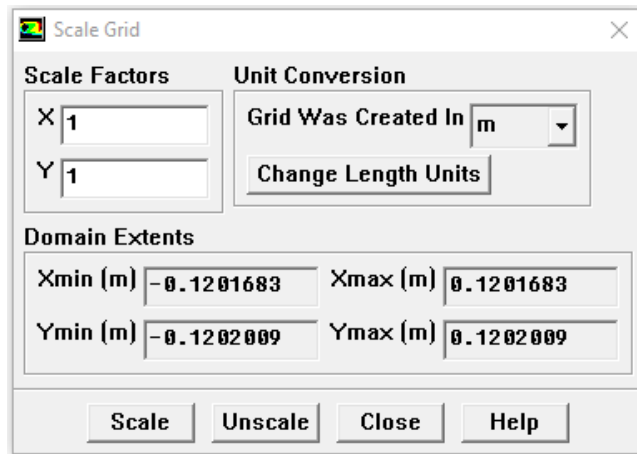 Scale Grid
Scale Factors
Unit Conversion
X 1
Grid Was Created In m
Y 1
Change Length Units
Domain Extents
Xmin (m) -0.1201683 Xmax (m) 0.1201683
Ymin (m) -0.1202009 Ymax (m) 0.1202009
Scale Unscale Close Help